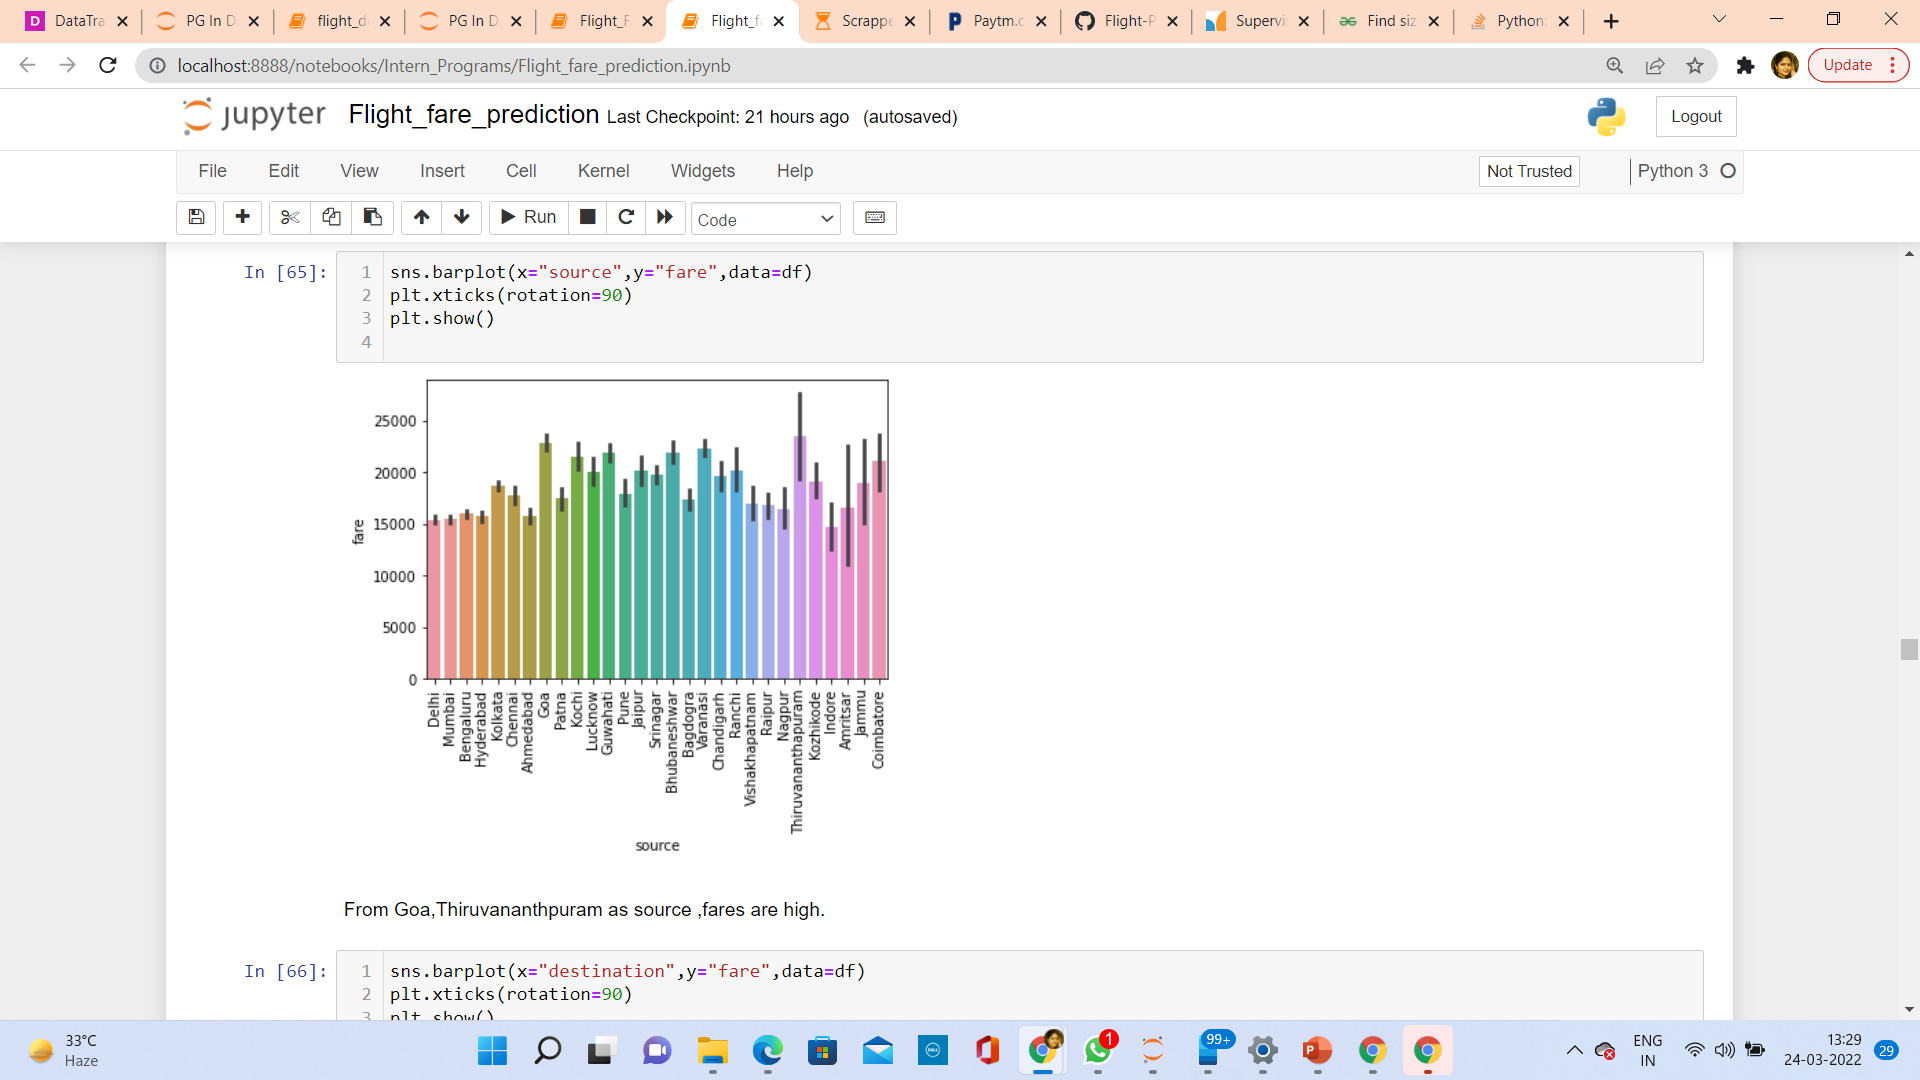 DataTra
PG In D
flight_d
PG In D
Flight_F
Flight_f
Scrappe
Paytm.c
Flight-P
Supervi
Find siz
Python
localhost:8888/notebooks/Intern_Programs/Flight_fare_prediction.ipynb
Update
jupyter Flight_fare_prediction Last Checkpoint: 21 hours ago (autosaved)
Logout
File Edit View Insert Cell Kernel Widgets Help
Not Trusted
Python 3
Run
Code
In [65]:
1 sns.barplot(x="source",y="fare",data=df)
2 plt.xticks(rotation=90)
3 plt.show()
4
fare
25000
20000
15000
10000
5000
0
Delhi
Mumbai
Bengaluru
Hyderabad
Kolkata
Chennai
Ahmedabad
Goa
Patna
Kochi
Lucknow
Guwahati
Pune
Jaipur
Srinagar
Bhubaneshwar
Bagdogra
Varanasi
Chandigarh
Ranchi
Vishakhapatnam
Raipur
Nagpur
Thiruvananthapuram
Kozhikode
Indore
Amritsar
Jammu
Coimbatore
source
From Goa,Thiruvananthpuram as source ,fares are high.
In [66]:
1 sns.barplot(x="destination",y="fare",data=df)
2 plt.xticks(rotation=90)
3 plt.show()
33°C
Haze
1
99+
ENG
IN
13:29
24-03-2022
29